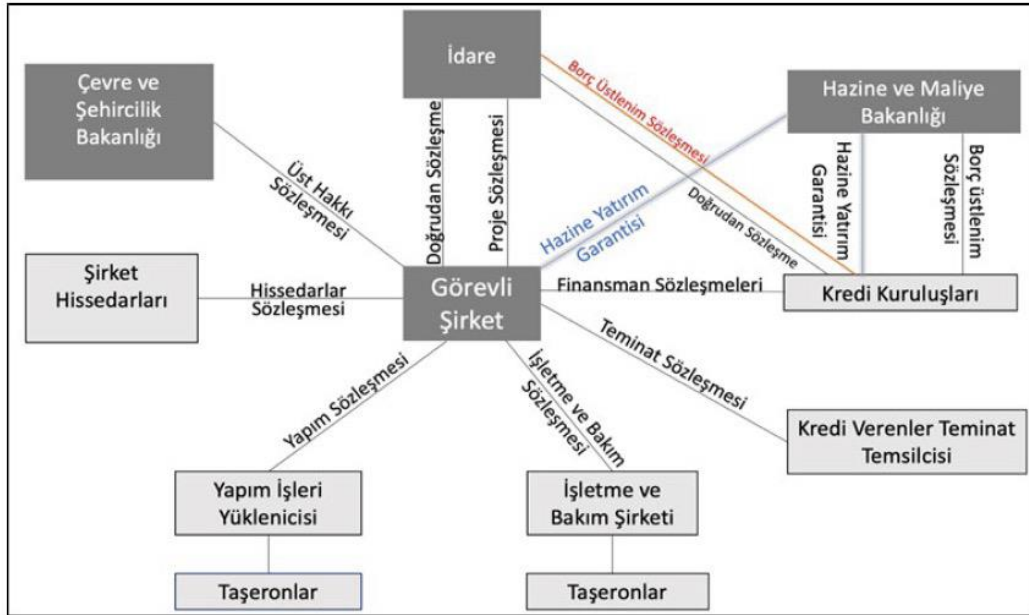 İdare
Çevre ve
Şehircilik
Bakanlığı
Hazine ve Maliye
Bakanlığı
Borç Üstlenim Sözleşmesi
Doğrudan Sözleşme
Proje Sözleşmesi
Üst Hakkı
Sözleşmesi
Hazine Yatırım
Garantisi
Doğrudan Sözleşme
Hazine Yatırım
Garantisi
Borç üstlenim
Sözleşmesi
Şirket
Hissedarları
Hissedarlar
Sözleşmesi
Görevli
Şirket
Finansman Sözleşmeleri
Kredi Kuruluşları
Teminat Sözleşmesi
Yapım Sözleşmesi
İşletme ve Bakım
Sözleşmesi
Kredi Verenler Teminat
Temsilcisi
Yapım İşleri
Yüklenicisi
İşletme ve
Bakım Şirketi
Taşeronlar
Taşeronlar